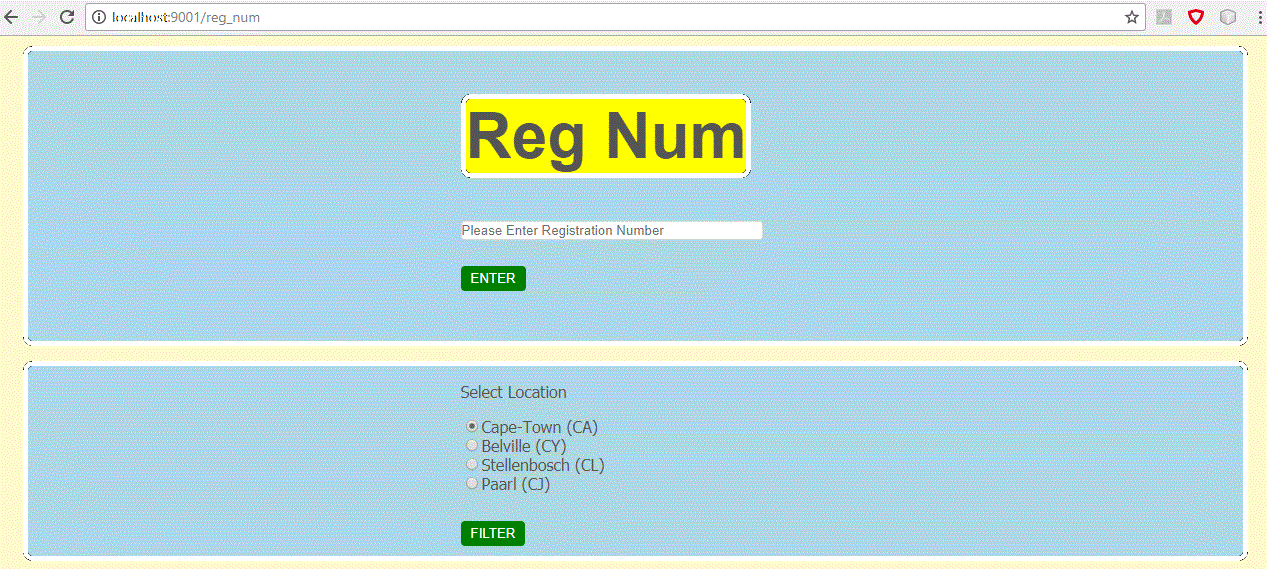 localhost:9001/reg_num
Reg Num
Please Enter Registration Number
ENTER
Select Location
Cape-Town (CA)
Belville (CY)
Stellenbosch (CL)
Paarl (CJ)
FILTER